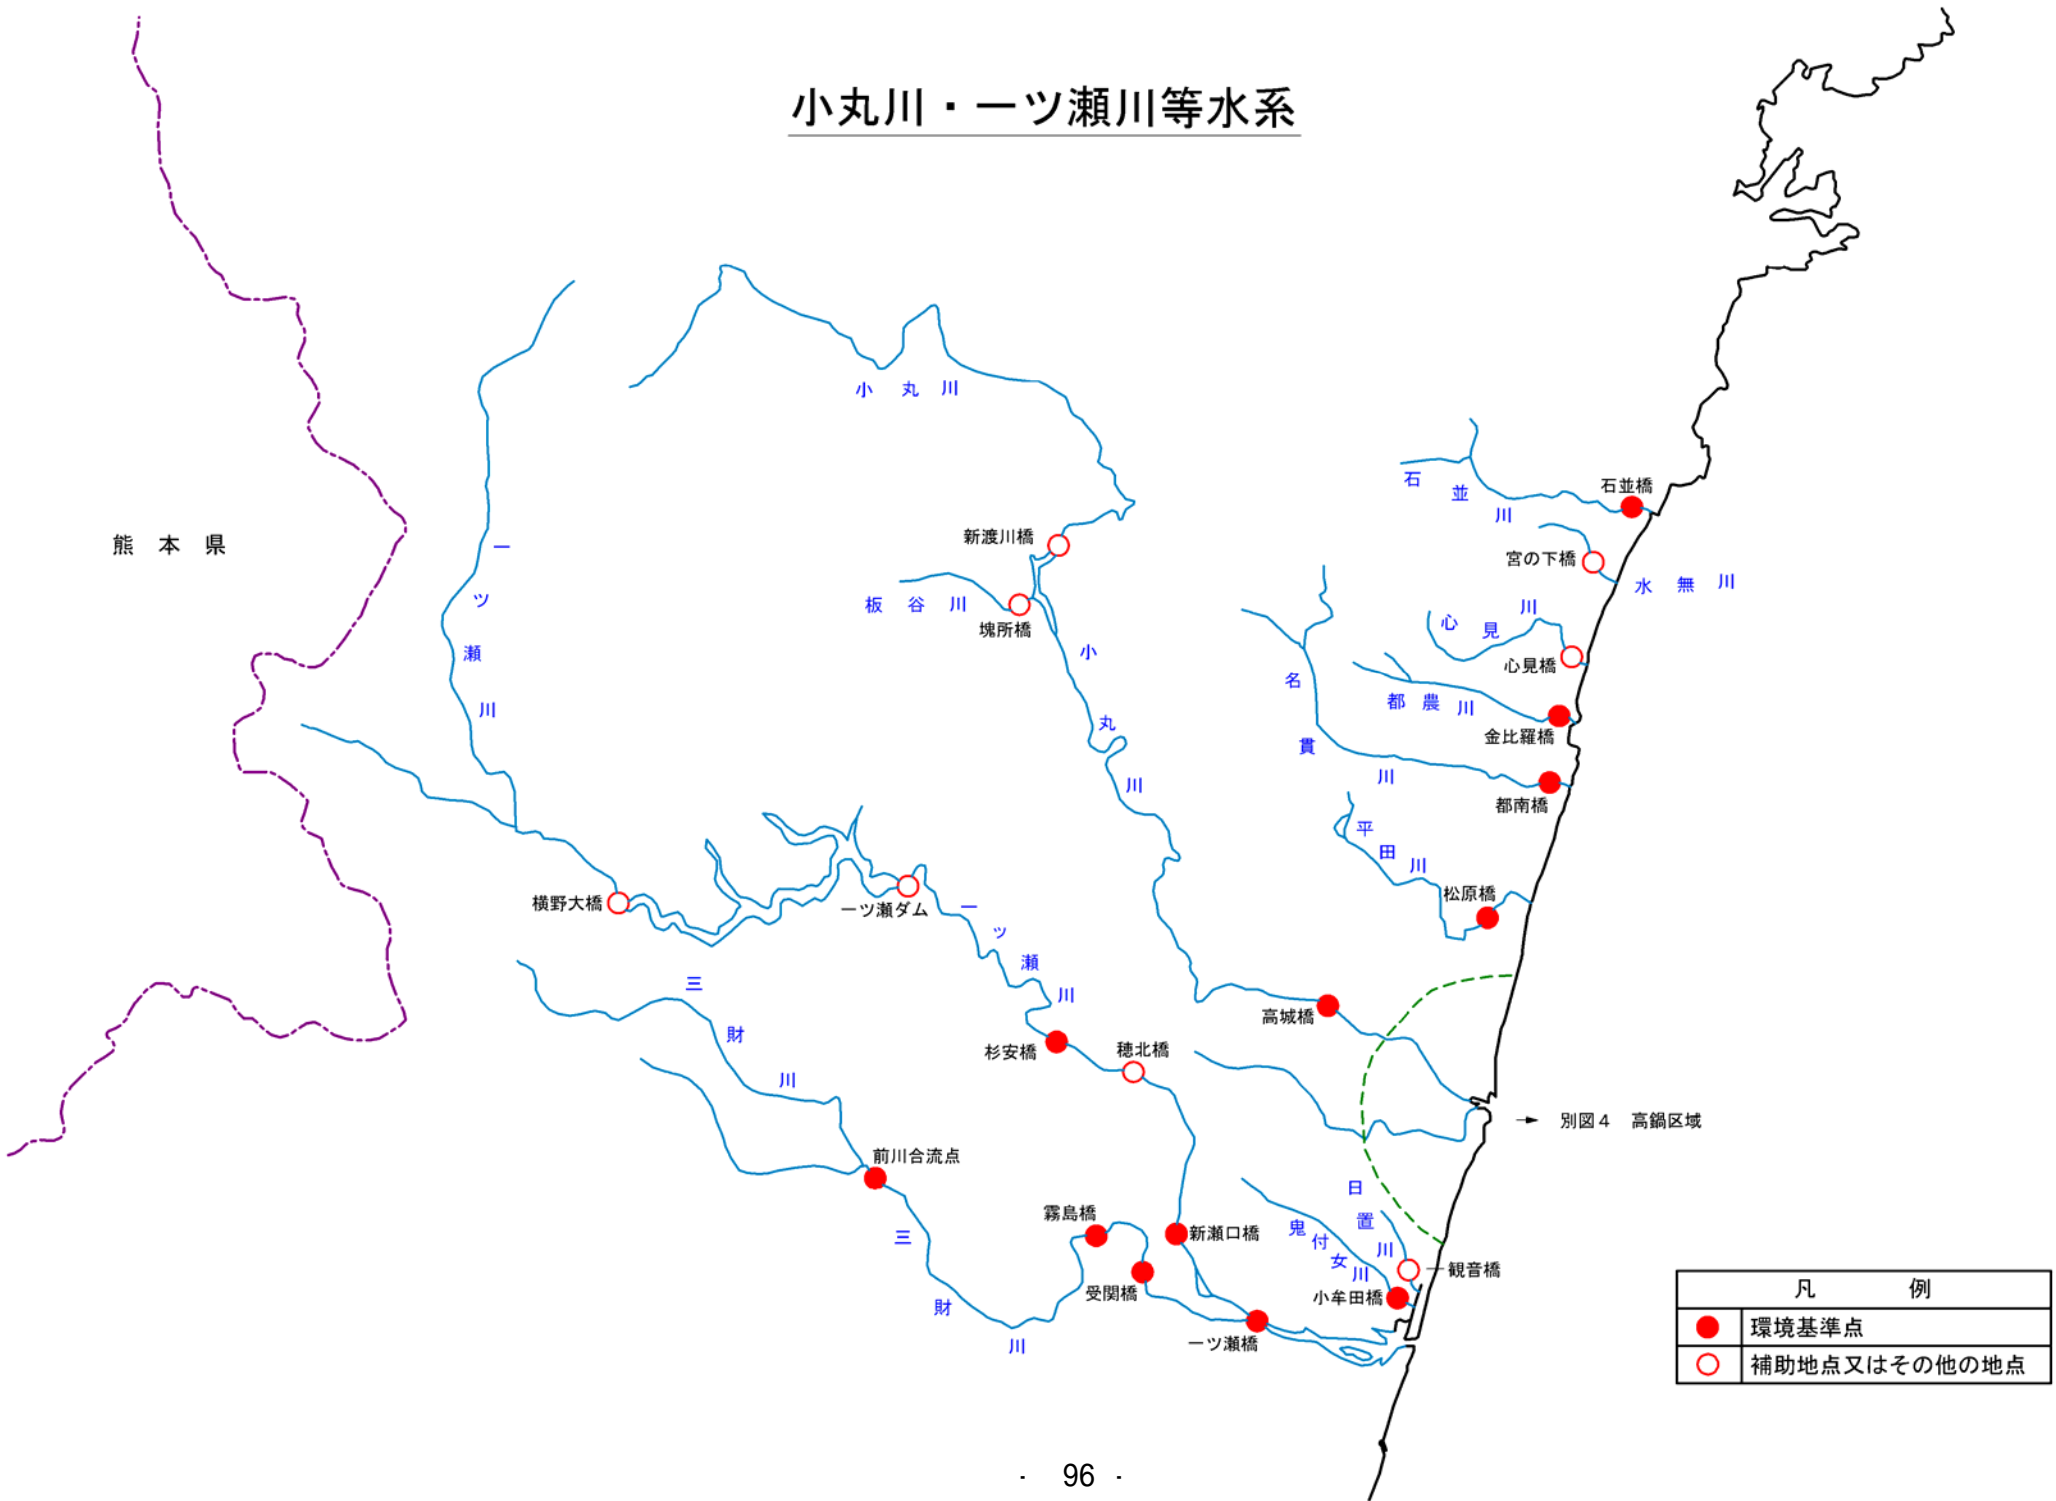 小丸川・一ツ瀬川等水系
熊本県
小丸川
石並川
石並橋
新渡川橋
宮の下橋
水無川
一ツ瀬川
板谷川
塊所橋
心見川
心見橋
小丸川
名貫川
都農川
金比羅橋
都南橋
平田川
松原橋
横野大橋
一ツ瀬ダム
一ツ瀬川
三財川
高城橋
杉安橋
穂北橋
別図４　高鍋区域
前川合流点
霧島橋
新瀬口橋
日置川
鬼付女川
観音橋
三財川
受関橋
小牟田橋
一ツ瀬橋
凡例
環境基準点
補助地点又はその他の地点
- 96 -